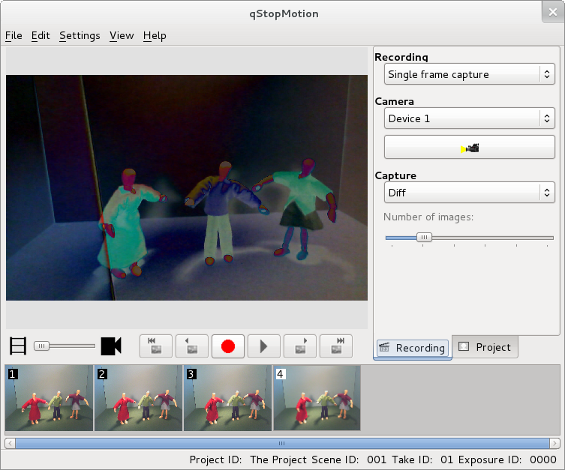 qStopMotion
File Edit Settings View Help
Recording
Single frame capture
Camera
Device 1
Capture
Diff
Number of images:
Recording Project
1 2 3 4
Project ID: The Project Scene ID: 001 Take ID: 01 Exposure ID: 0000